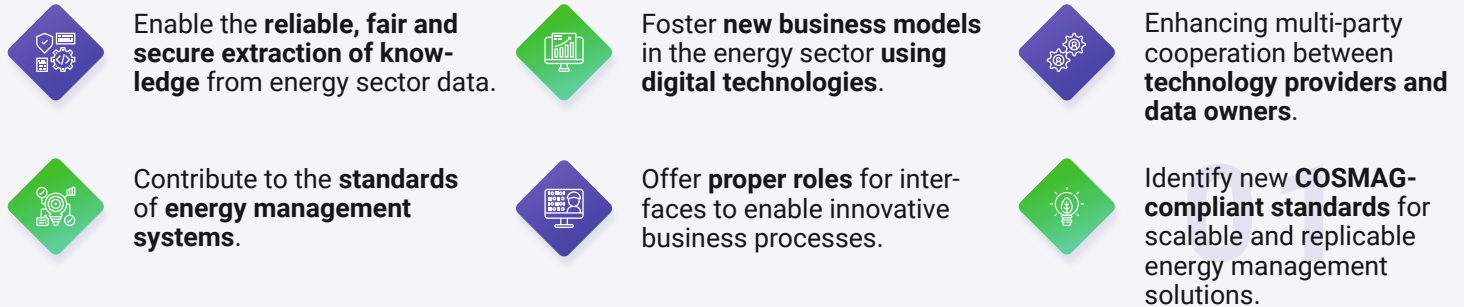 Enable the reliable, fair and
secure extraction of know-
ledge from energy sector data.
Foster new business models
in the energy sector using
digital technologies.
Enhancing multi-party
cooperation between
technology providers and
data owners.
Contribute to the standards
of energy management
systems.
Offer proper roles for inter-
faces to enable innovative
business processes.
01
Identify new COSMAG-
compliant standards for
scalable and replicable
energy management
solutions.